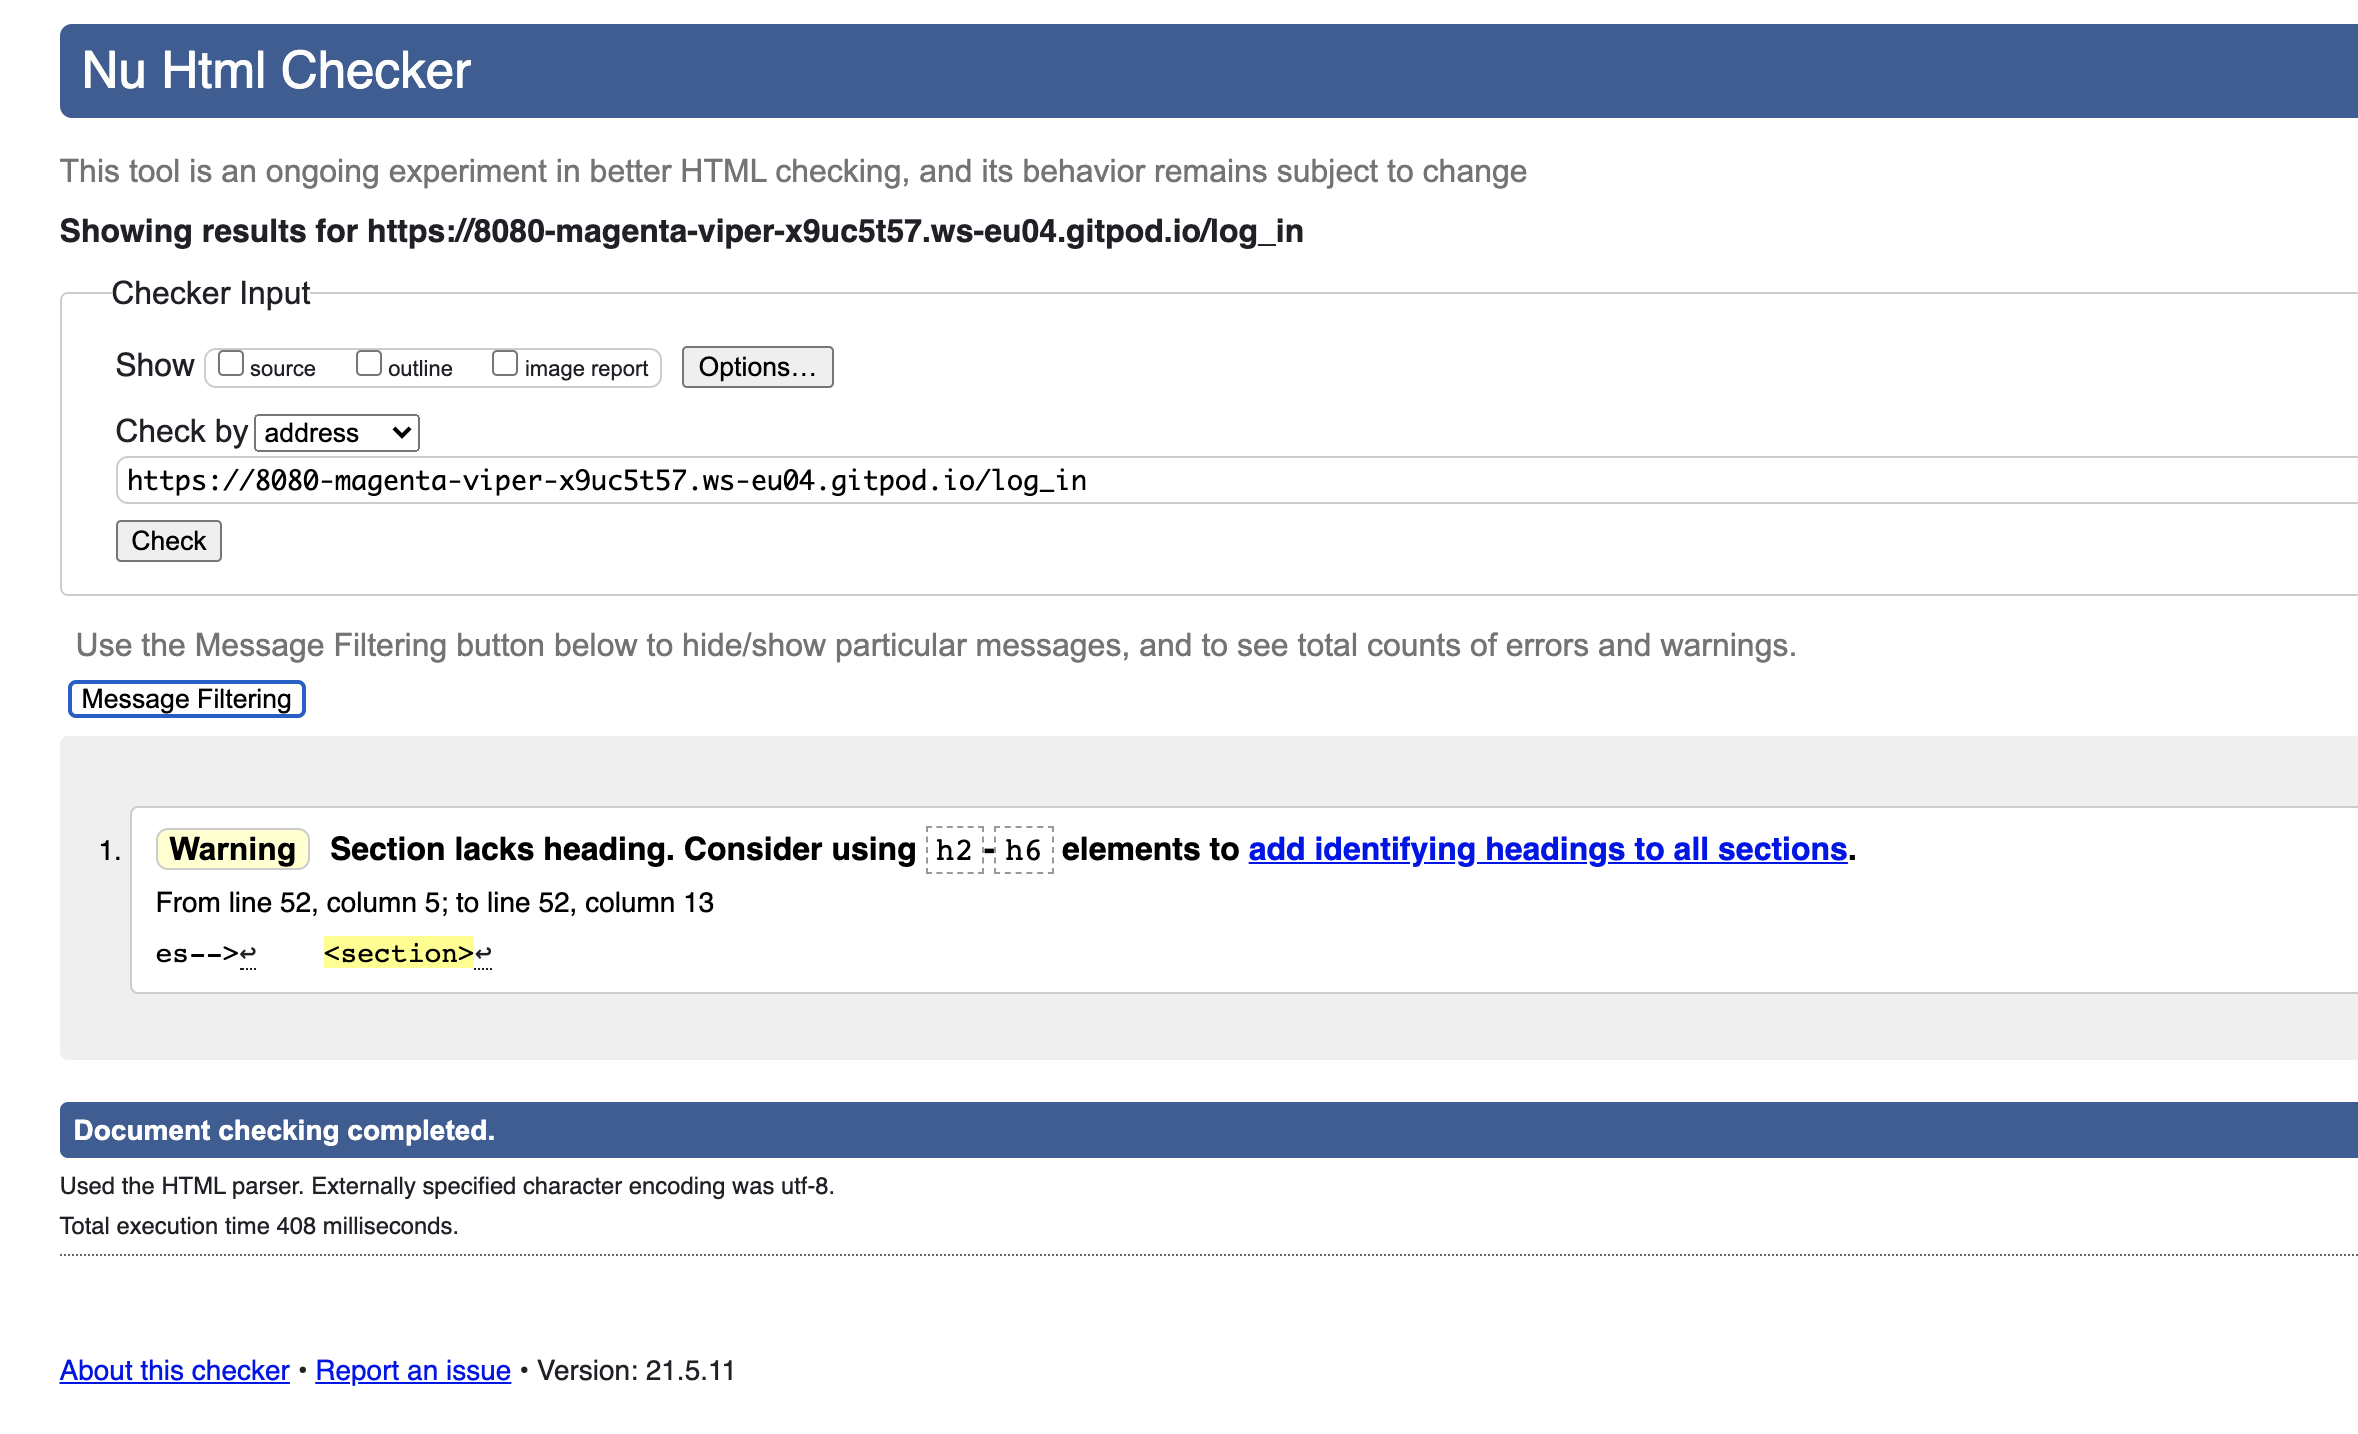 Nu Html Checker
This tool is an ongoing experiment in better HTML checking, and its behavior remains subject to change
Showing results for https://8080-magenta-viper-x9uc5t57.ws-eu04.gitpod.io/log_in
Checker Input
Show source outline image report Options...
Check by address
https://8080-magenta-viper-x9uc5t57.ws-eu04.gitpod.io/log_in
Check
Use the Message Filtering button below to hide/show particular messages, and to see total counts of errors and warnings.
Message Filtering
1. Warning Section lacks heading. Consider using h2-h6 elements to add identifying headings to all sections.
From line 52, column 5; to line 52, column 13
es-->↩ <section>↩
Document checking completed.
Used the HTML parser. Externally specified character encoding was utf-8.
Total execution time 408 milliseconds.
About this checker • Report an issue • Version: 21.5.11